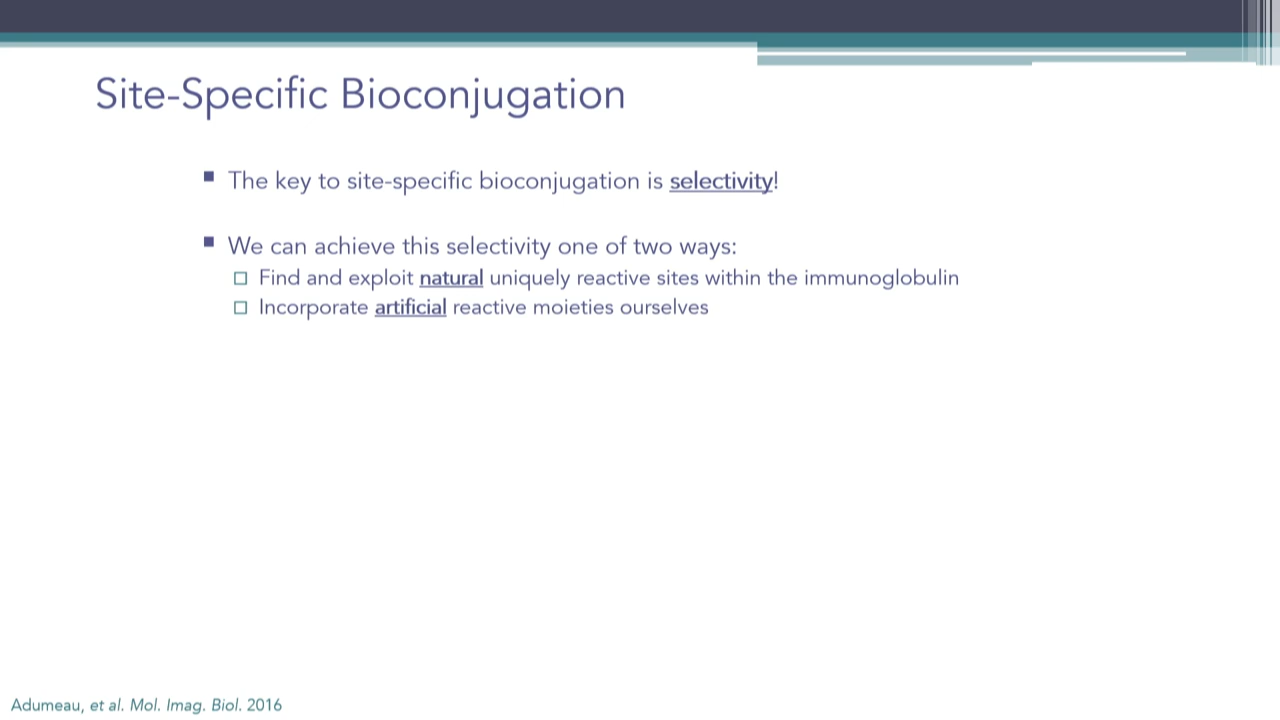 Site-Specific Bioconjugation
The key to site-specific bioconjugation is selectivity!
We can achieve this selectivity one of two ways:
Find and exploit natural uniquely reactive sites within the immunoglobulin
Incorporate artificial reactive moieties ourselves
Adumeau, et al. Mol. Imag. Biol. 2016